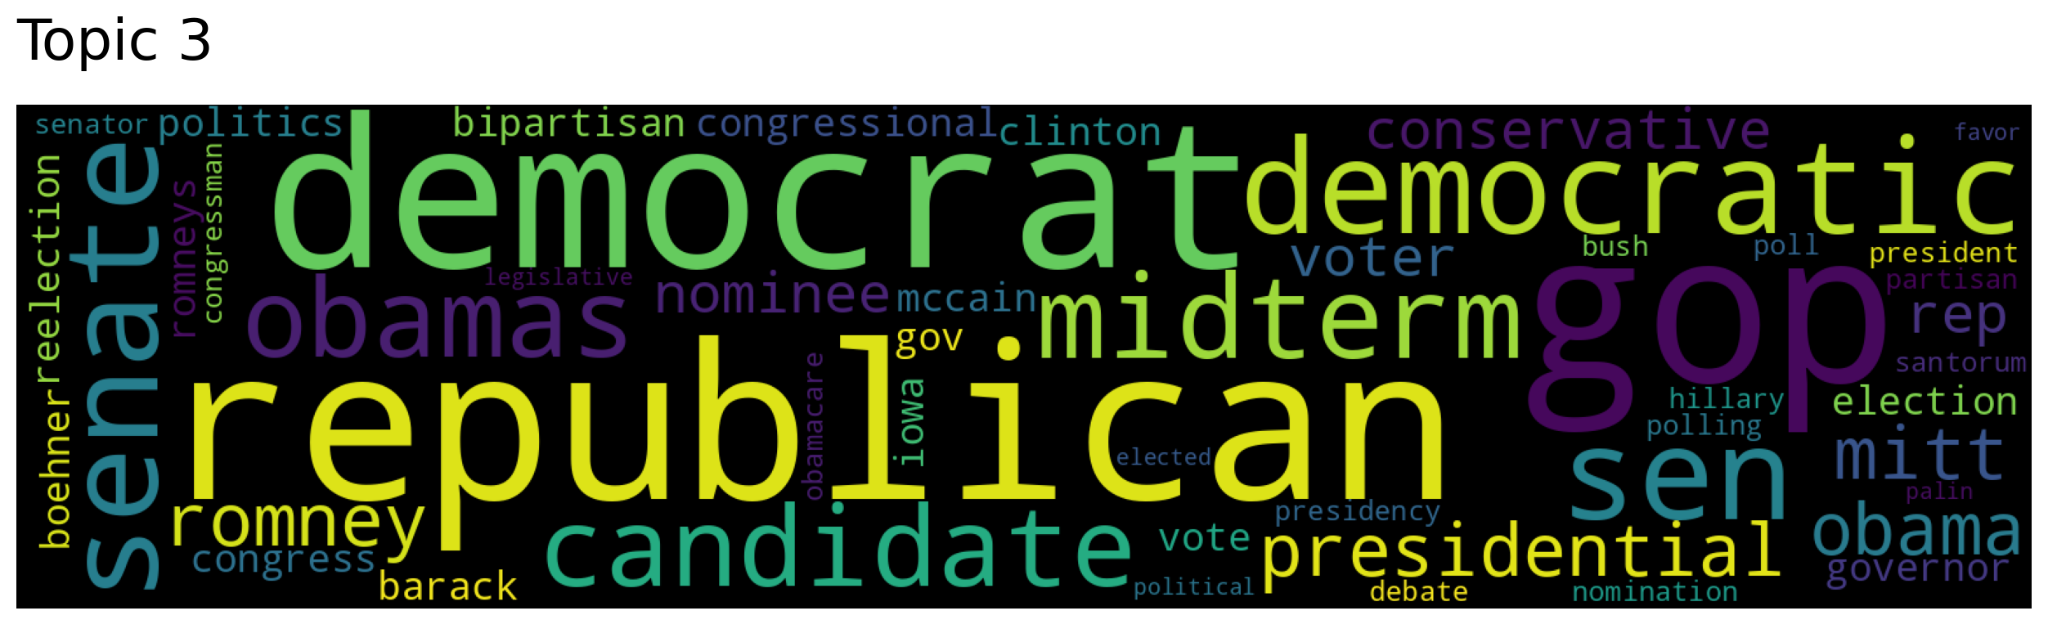 Topic 3
senator politics bipartisan congressional clinton conservative favor
democrat democratic
senate
reelection
romneys
congressman
voter bush poll president
legislative partisan
obamas nominee mccain midterm gop rep
gov santorum
republican
obamacare
iowa
hillary election
boehner
polling
elected sen mitt
palin
romney candidate vote presidency presidential obama
congress governor
barack political debate nomination